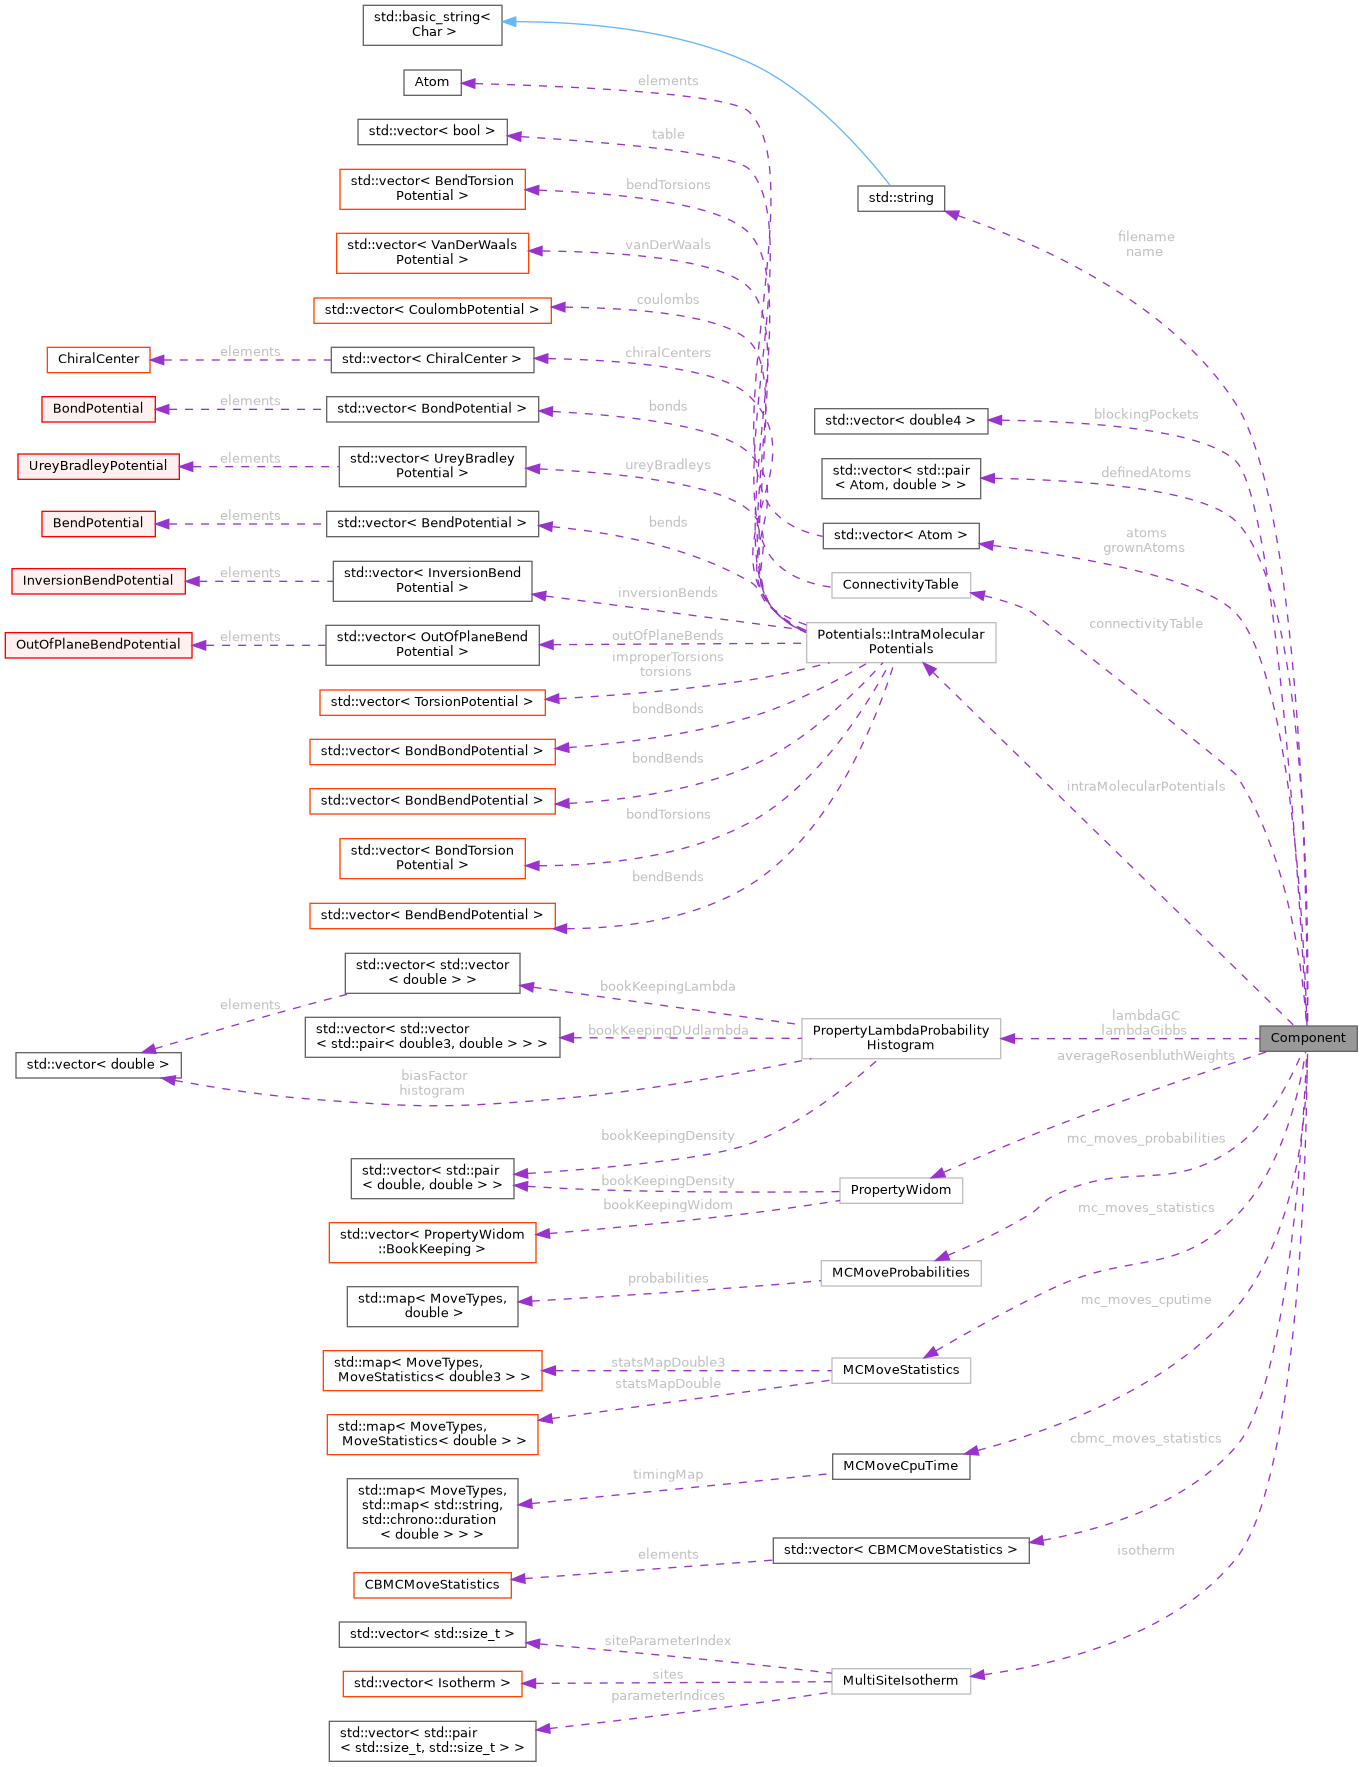 std::basic_string<
Char >
Atom
elements
std::vector< bool >
table
std::vector< BendTorsion
Potential >
bendTorsions
std::string
filename
name
std::vector< VanDerWaals
Potential >
vanDerWaals
std::vector< CoulombPotential >
coulombs
ChiralCenter
elements
std::vector< ChiralCenter >
chiralCenters
BondPotential
elements
std::vector< BondPotential >
bonds
std::vector< double4 >
blockingPockets
UreyBradleyPotential
elements
std::vector< UreyBradley
Potential >
ureyBradleys
std::vector< std::pair
< Atom, double > >
definedAtoms
BendPotential
elements
std::vector< BendPotential >
bends
std::vector< Atom >
atoms
grownAtoms
InversionBendPotential
elements
std::vector< InversionBend
Potential >
inversionBends
ConnectivityTable
connectivityTable
OutOfPlaneBendPotential
elements
std::vector< OutOfPlaneBend
Potential >
outOfPlaneBends
Potentials::IntraMolecular
Potentials
improperTorsions
torsions
std::vector< TorsionPotential >
bondBonds
std::vector< BondBondPotential >
bondBends
std::vector< BondBendPotential >
intraMolecularPotentials
bondTorsions
std::vector< BondTorsion
Potential >
bendBends
std::vector< BendBendPotential >
std::vector< std::vector
< double > >
bookKeepingLambda
elements
std::vector< std::vector
< std::pair< double3, double > > >
bookKeepingDUdlambda
PropertyLambdaProbability
Histogram
lambdaGC
lambdaGibbs
Component
std::vector< double >
biasFactor
histogram
averageRosenbluthWeights
bookKeepingDensity
mc_moves_probabilities
std::vector< std::pair
< double, double > >
bookKeepingDensity
PropertyWidom
bookKeepingWidom
mc_moves_statistics
std::vector< PropertyWidom
::BookKeeping >
MCMoveProbabilities
probabilities
std::map< MoveTypes,
double >
mc_moves_cputime
std::map< MoveTypes,
MoveStatistics< double3 > >
statsMapDouble3
statsMapDouble
MCMoveStatistics
std::map< MoveTypes,
MoveStatistics< double > >
cbmc_moves_statistics
MCMoveCpuTime
timingMap
std::map< MoveTypes,
std::map< std::string,
std::chrono::duration
< double > > >
std::vector< CBMCMoveStatistics >
isotherm
elements
CBMCMoveStatistics
std::vector< std::size_t >
siteParameterIndex
std::vector< Isotherm >
sites
MultiSiteIsotherm
parameterIndices
std::vector< std::pair
< std::size_t, std::size_t > >